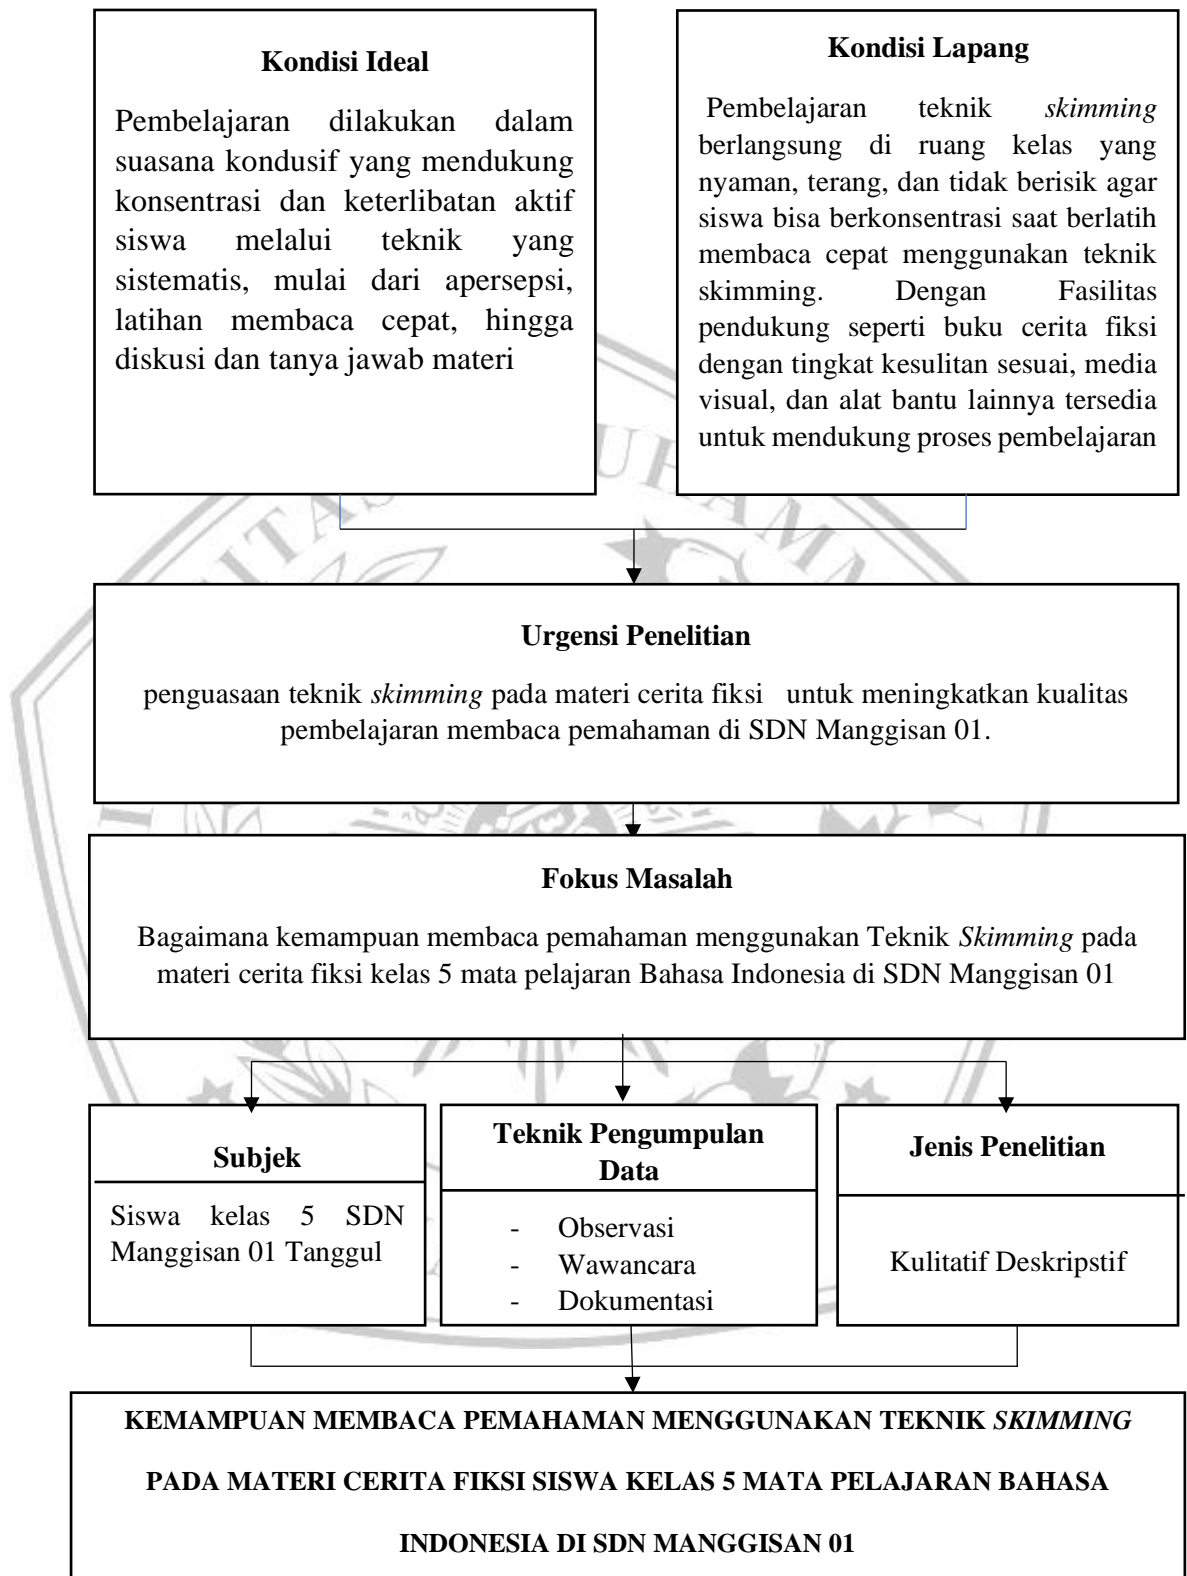 Kondisi Ideal
Pembelajaran dilakukan dalam
suasana kondusif yang mendukung
konsentrasi dan keterlibatan aktif
siswa melalui teknik yang
sistematis, mulai dari apersepsi,
latihan membaca cepat, hingga
diskusi dan tanya jawab materi
Kondisi Lapang
Pembelajaran teknik skimming
berlangsung di ruang kelas yang
nyaman, terang, dan tidak berisik agar
siswa bisa berkonsentrasi saat berlatih
membaca cepat menggunakan teknik
skimming. Dengan Fasilitas
pendukung seperti buku cerita fiksi
dengan tingkat kesulitan sesuai, media
visual, dan alat bantu lainnya tersedia
untuk mendukung proses pembelajaran
Urgensi Penelitian
penguasaan teknik skimming pada materi cerita fiksi untuk meningkatkan kualitas
pembelajaran membaca pemahaman di SDN Manggisan 01.
Fokus Masalah
Bagaimana kemampuan membaca pemahaman menggunakan Teknik Skimming pada
materi cerita fiksi kelas 5 mata pelajaran Bahasa Indonesia di SDN Manggisan 01
Subjek
Siswa kelas 5 SDN
Manggisan 01 Tanggul
Teknik Pengumpulan
Data
- Observasi
- Wawancara
- Dokumentasi
Jenis Penelitian
Kulitatif Deskripstif
KEMAMPUAN MEMBACA PEMAHAMAN MENGGUNAKAN TEKNIK SKIMMING
PADA MATERI CERITA FIKSI SISWA KELAS 5 MATA PELAJARAN BAHASA
INDONESIA DI SDN MANGGISAN 01